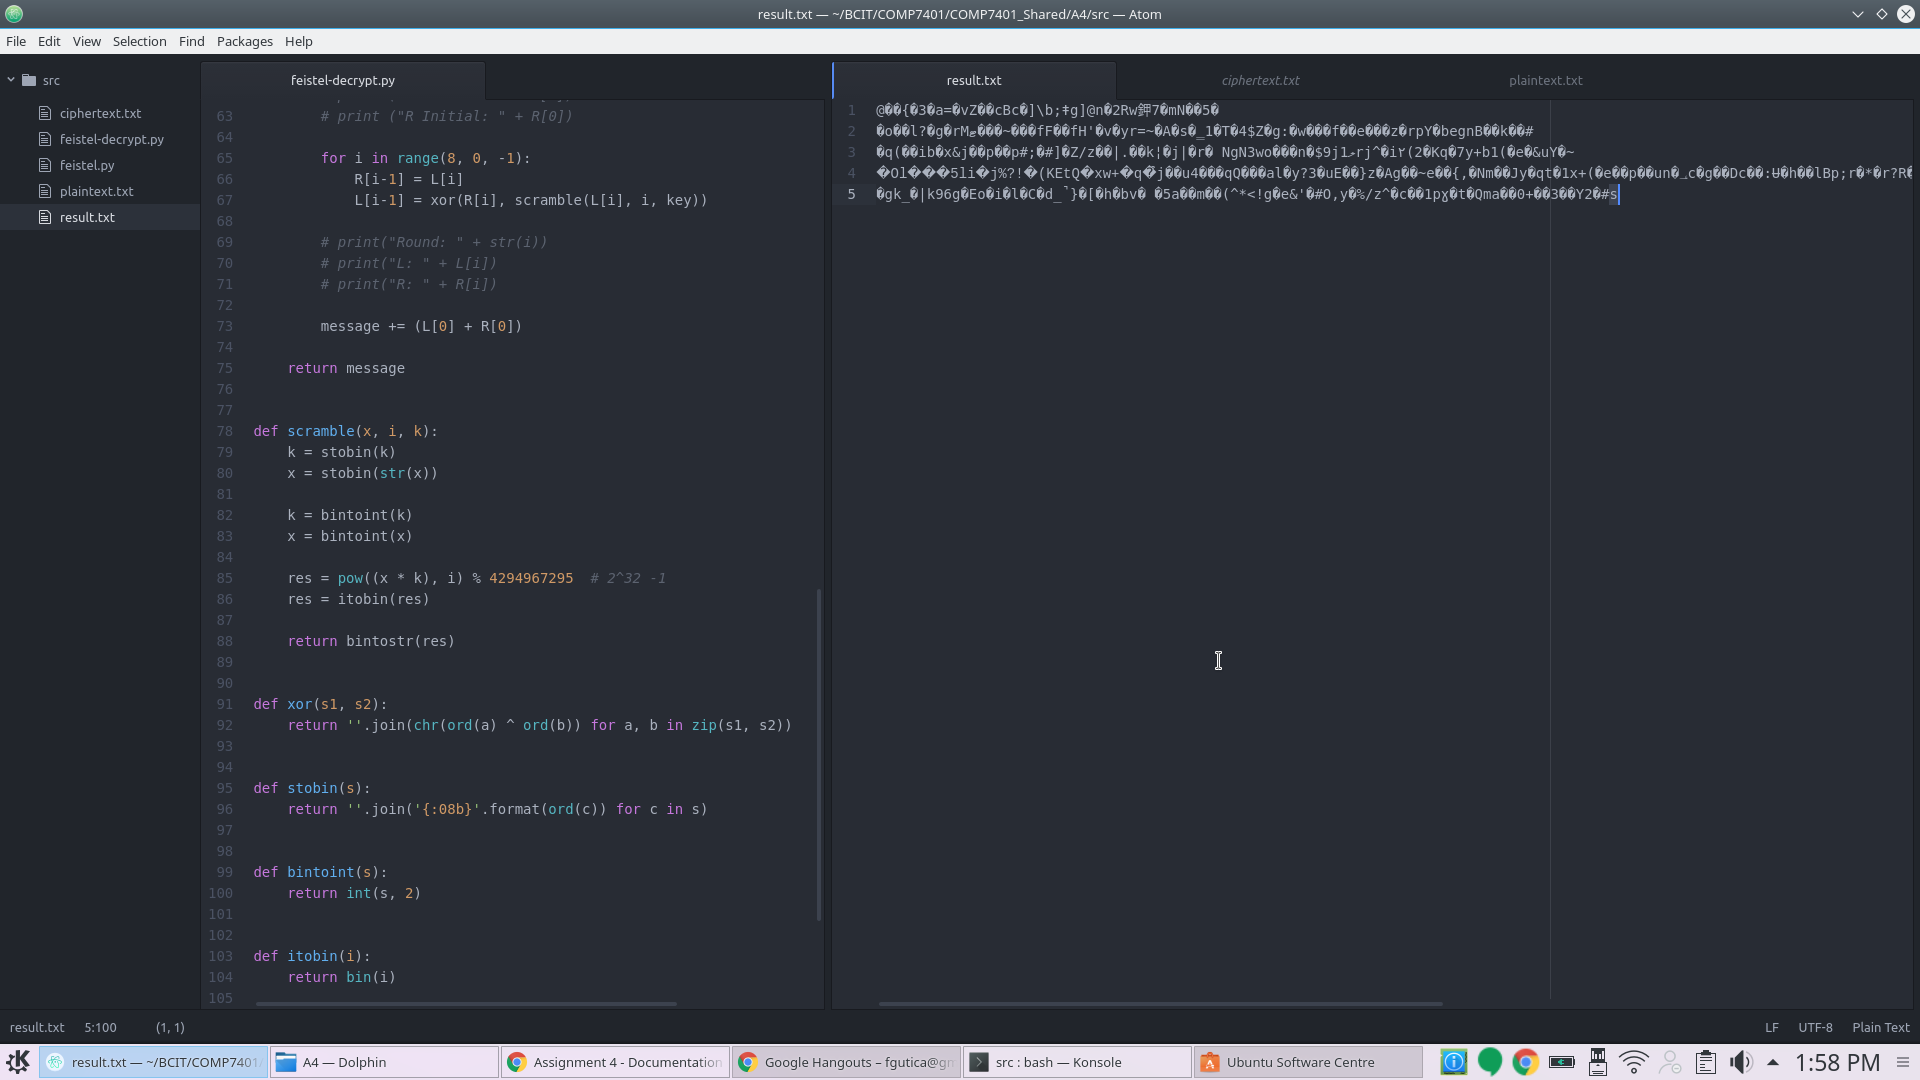 result.txt — ~/BCIT/COMP7401/COMP7401_Shared/A4/src — Atom
File Edit View Selection Find Packages Help
src
ciphertext.txt
feistel-decrypt.py
feistel.py
plaintext.txt
result.txt
feistel-decrypt.py
63 # print ("R Initial: " + R[0])
64
65 for i in range(8, 0, -1):
66 R[i-1] = L[i]
67 L[i-1] = xor(R[i], scramble(L[i], i, key))
68
69 # print("Round: " + str(i))
70 # print("L: " + L[i])
71 # print("R: " + R[i])
72
73 message += (L[0] + R[0])
74
75 return message
76
77
78 def scramble(x, i, k):
79 k = stobin(k)
80 x = stobin(str(x))
81
82 k = bintoint(k)
83 x = bintoint(x)
84
85 res = pow((x * k), i) % 4294967295 # 2^32 -1
86 res = itobin(res)
87
88 return bintostr(res)
89
90
91 def xor(s1, s2):
92 return ''.join(chr(ord(a) ^ ord(b)) for a, b in zip(s1, s2))
93
94
95 def stobin(s):
96 return ''.join('{:08b}'.format(ord(c)) for c in s)
97
98
99 def bintoint(s):
100 return int(s, 2)
101
102
103 def itobin(i):
104 return bin(i)
105
result.txt ciphertext.txt plaintext.txt
1
2
3
4
5
result.txt 5:100 (1, 1) LF UTF-8 Plain Text
result.txt — ~/BCIT/COMP7401/ A4 — Dolphin Assignment 4 - Documentation Google Hangouts – fgutica@gm src : bash — Konsole Ubuntu Software Centre 1:58 PM